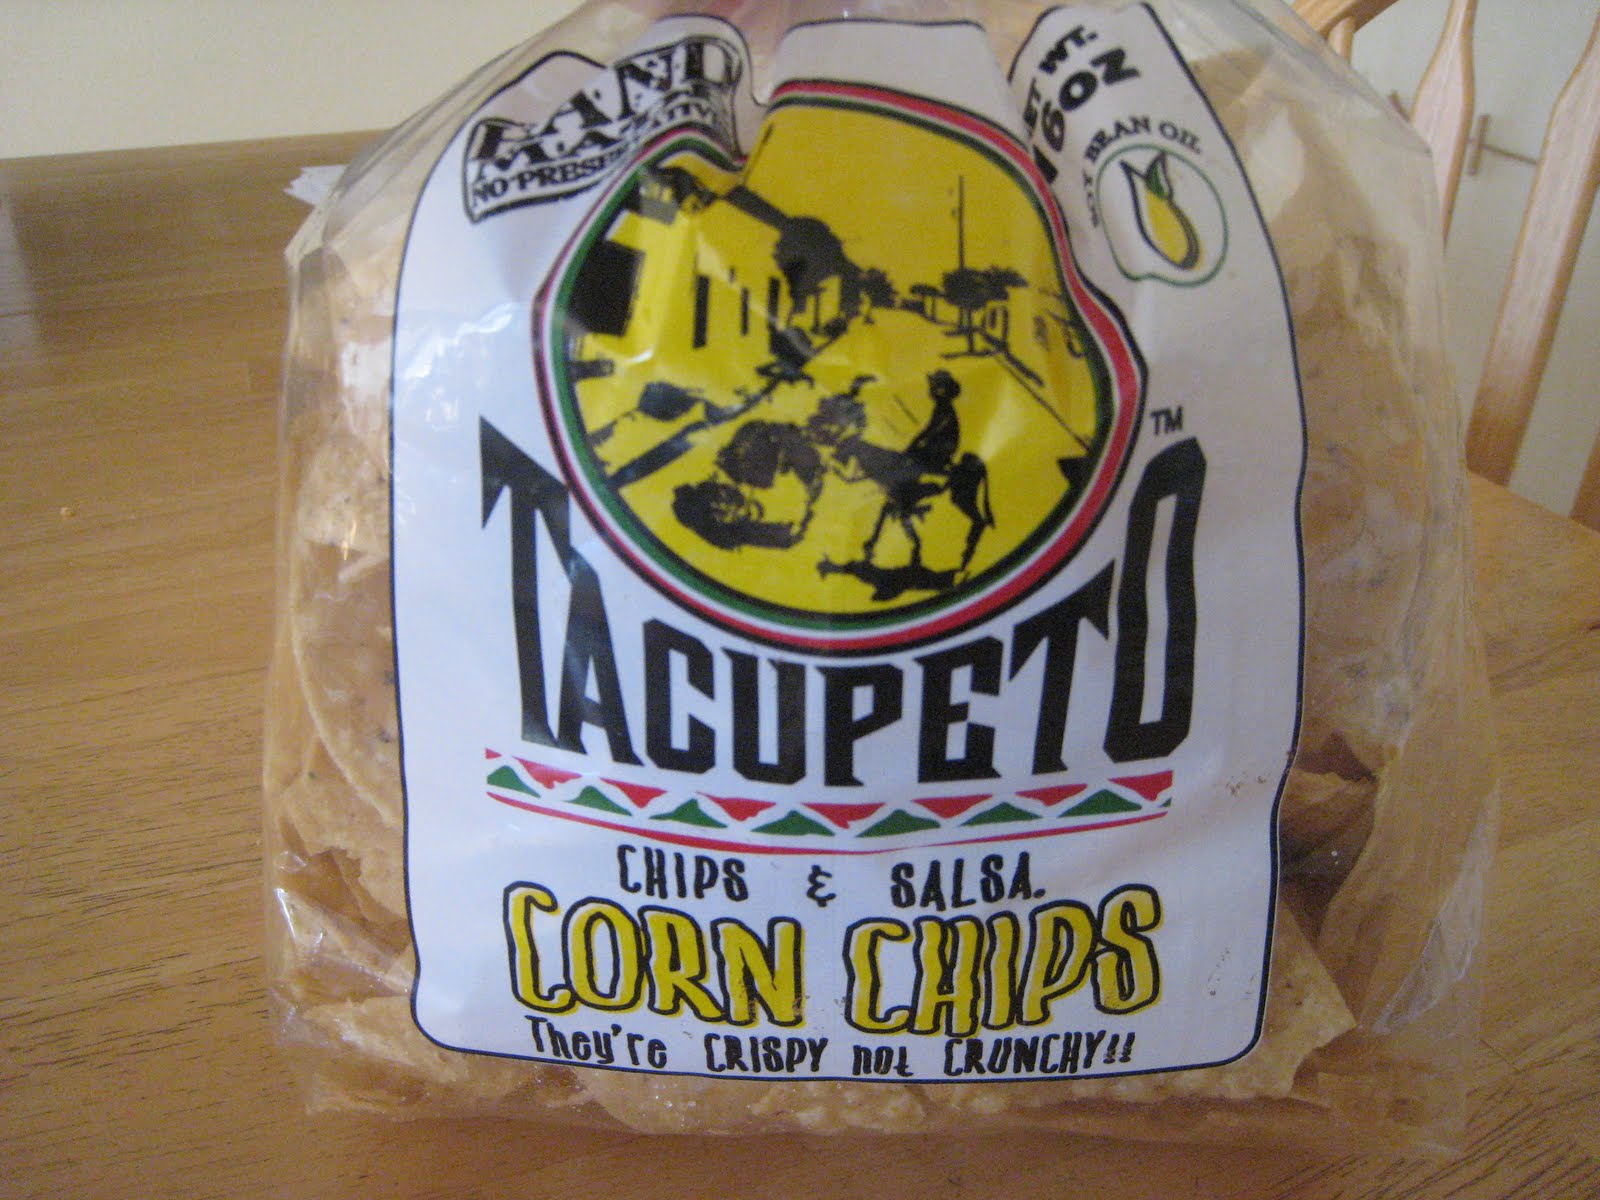 HAND
MADE
NO PRESERVATIVES
NET WT.
16OZ
SOY BRAN OIL
TACUPETO
TM
CHIPS & SALSA.
CORN CHIPS
They're CRISPY not CRUNCHY!!